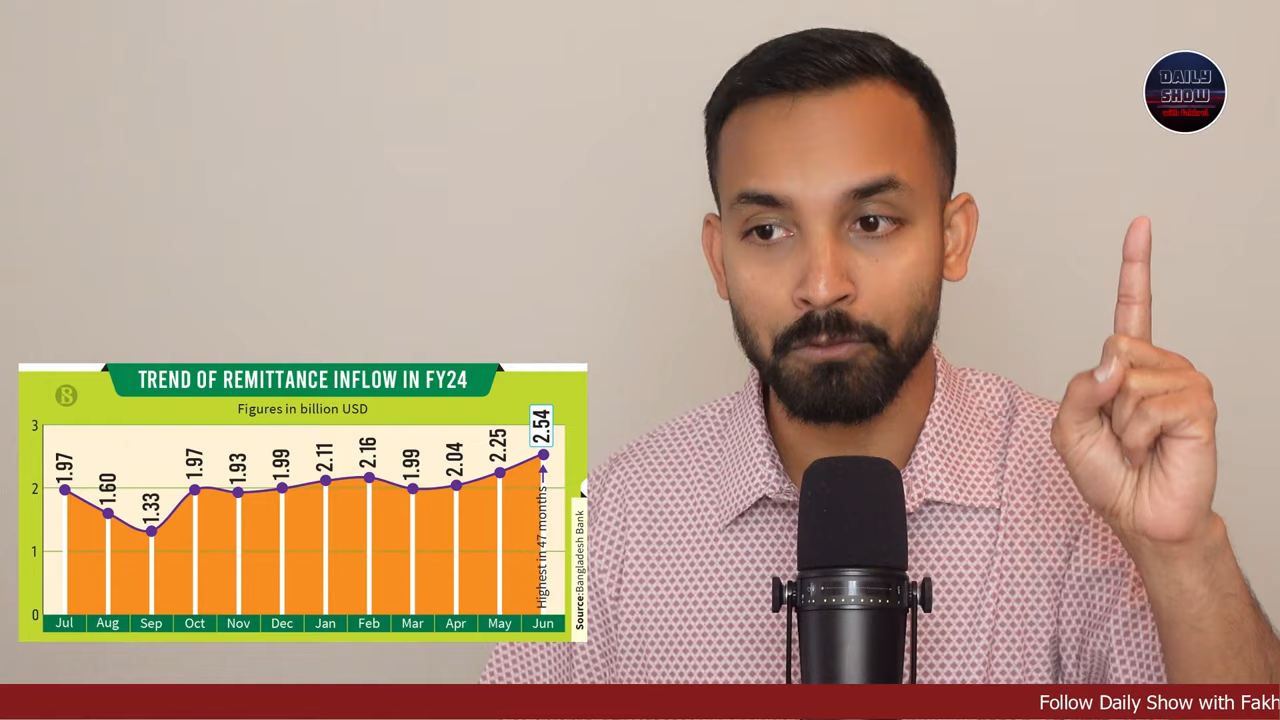 DAILY
SHOW
with Fakhrul
TREND OF REMITTANCE INFLOW IN FY24
Figures in billion USD
3
2
1
0
1.97
1.60
1.33
1.97
1.93
1.99
2.11
2.16
1.99
2.04
2.25
2.54
Highest in 47 months
Jul Aug Sep Oct Nov Dec Jan Feb Mar Apr May Jun
Source: Bangladesh Bank
Follow Daily Show with Fakh